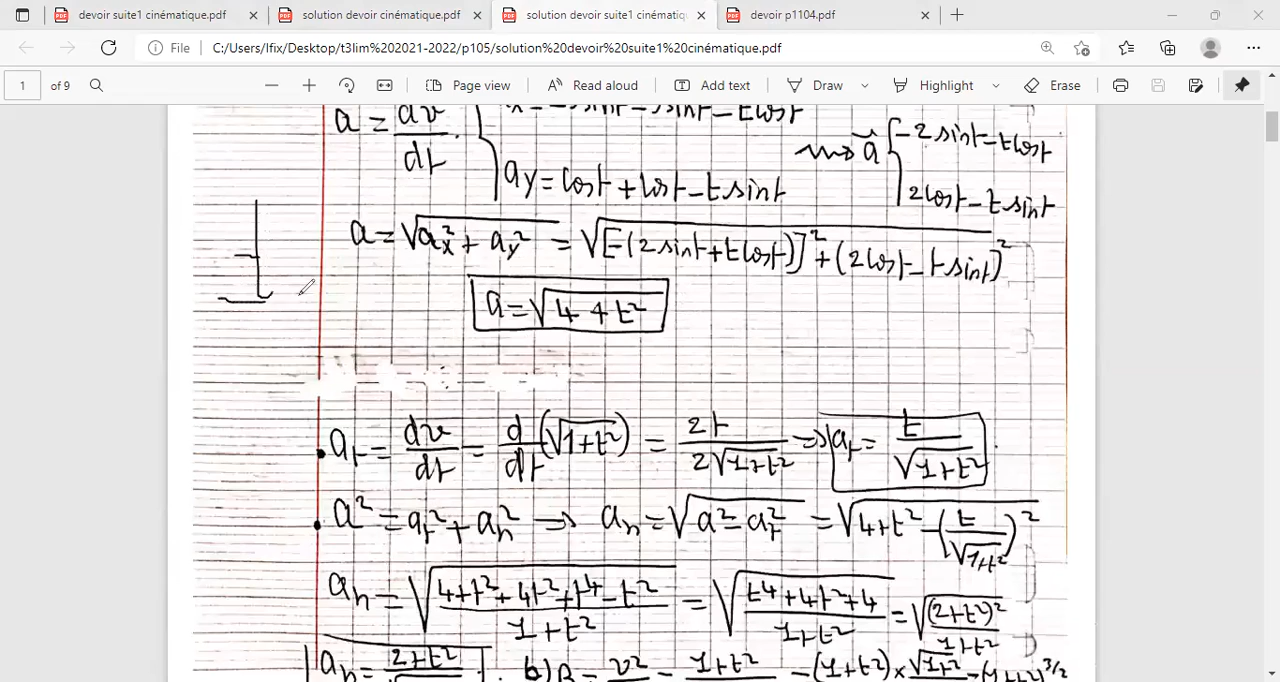 devoir suite1 cinématique.pdf
solution devoir cinématique.pdf
solution devoir suite1 cinématiq
devoir p1104.pdf
File C:/Users/Ifix/Desktop/t3lim%202021-2022/p105/solution%20devoir%20suite1%20cinématique.pdf
1 of 9 Page view Read aloud Add text Draw Highlight Erase
a = dv/dt
⇝ a⃗ { -2 sint - t cost
ay = cost + cost - t sint
2cost - t sint
a = √(ax² + ay²) = √([-(2 sint + t cost)]² + (2cost - t sint)²)
a = √(4 + t²)
• at = dv/dt = d/dt (√(1+t²)) = 2t / 2√(1+t²) ⇒ at = t/√(1+t²)
• a² = at² + an² ⇒ an = √(a² - at²) = √(4+t² - (t/√(1+t²))²)
an = √((4+t²+4t²+t⁴-t²)/(1+t²)) = √((t⁴+4t²+4)/(1+t²)) = √((2+t²)²/(1+t²))